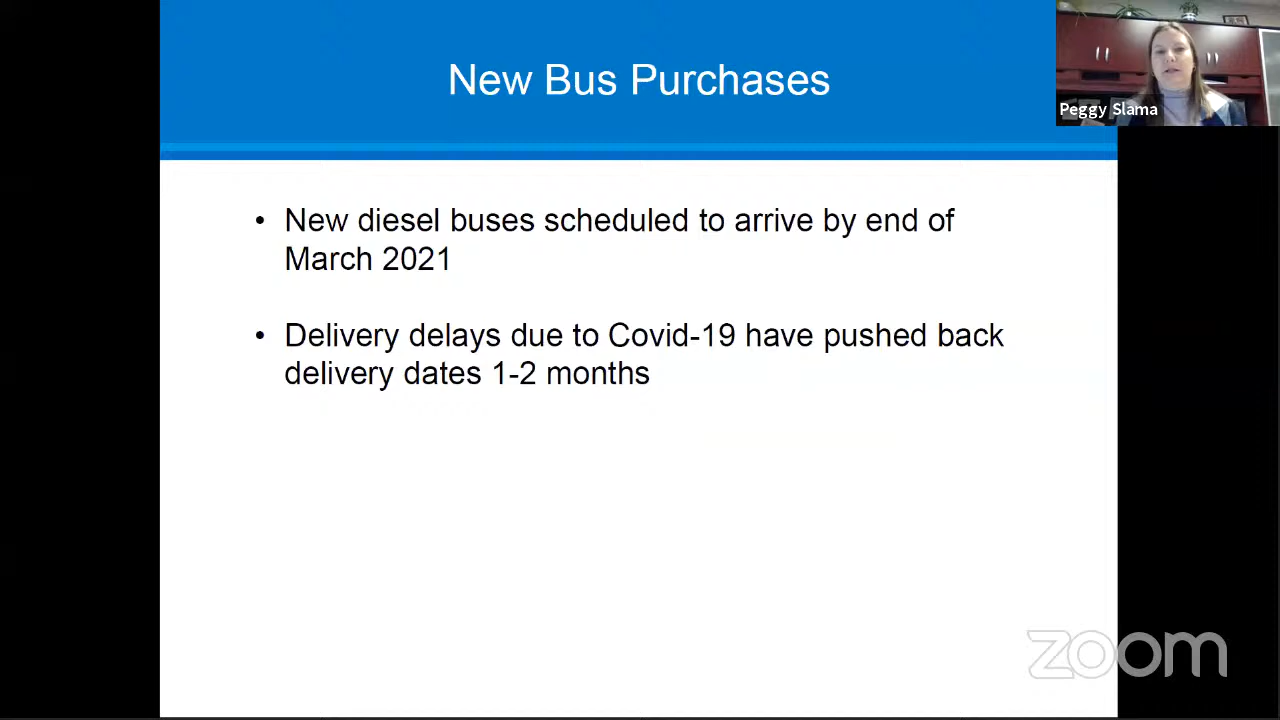 New Bus Purchases
Peggy Slama
• New diesel buses scheduled to arrive by end of
March 2021
• Delivery delays due to Covid-19 have pushed back
delivery dates 1-2 months
zoom